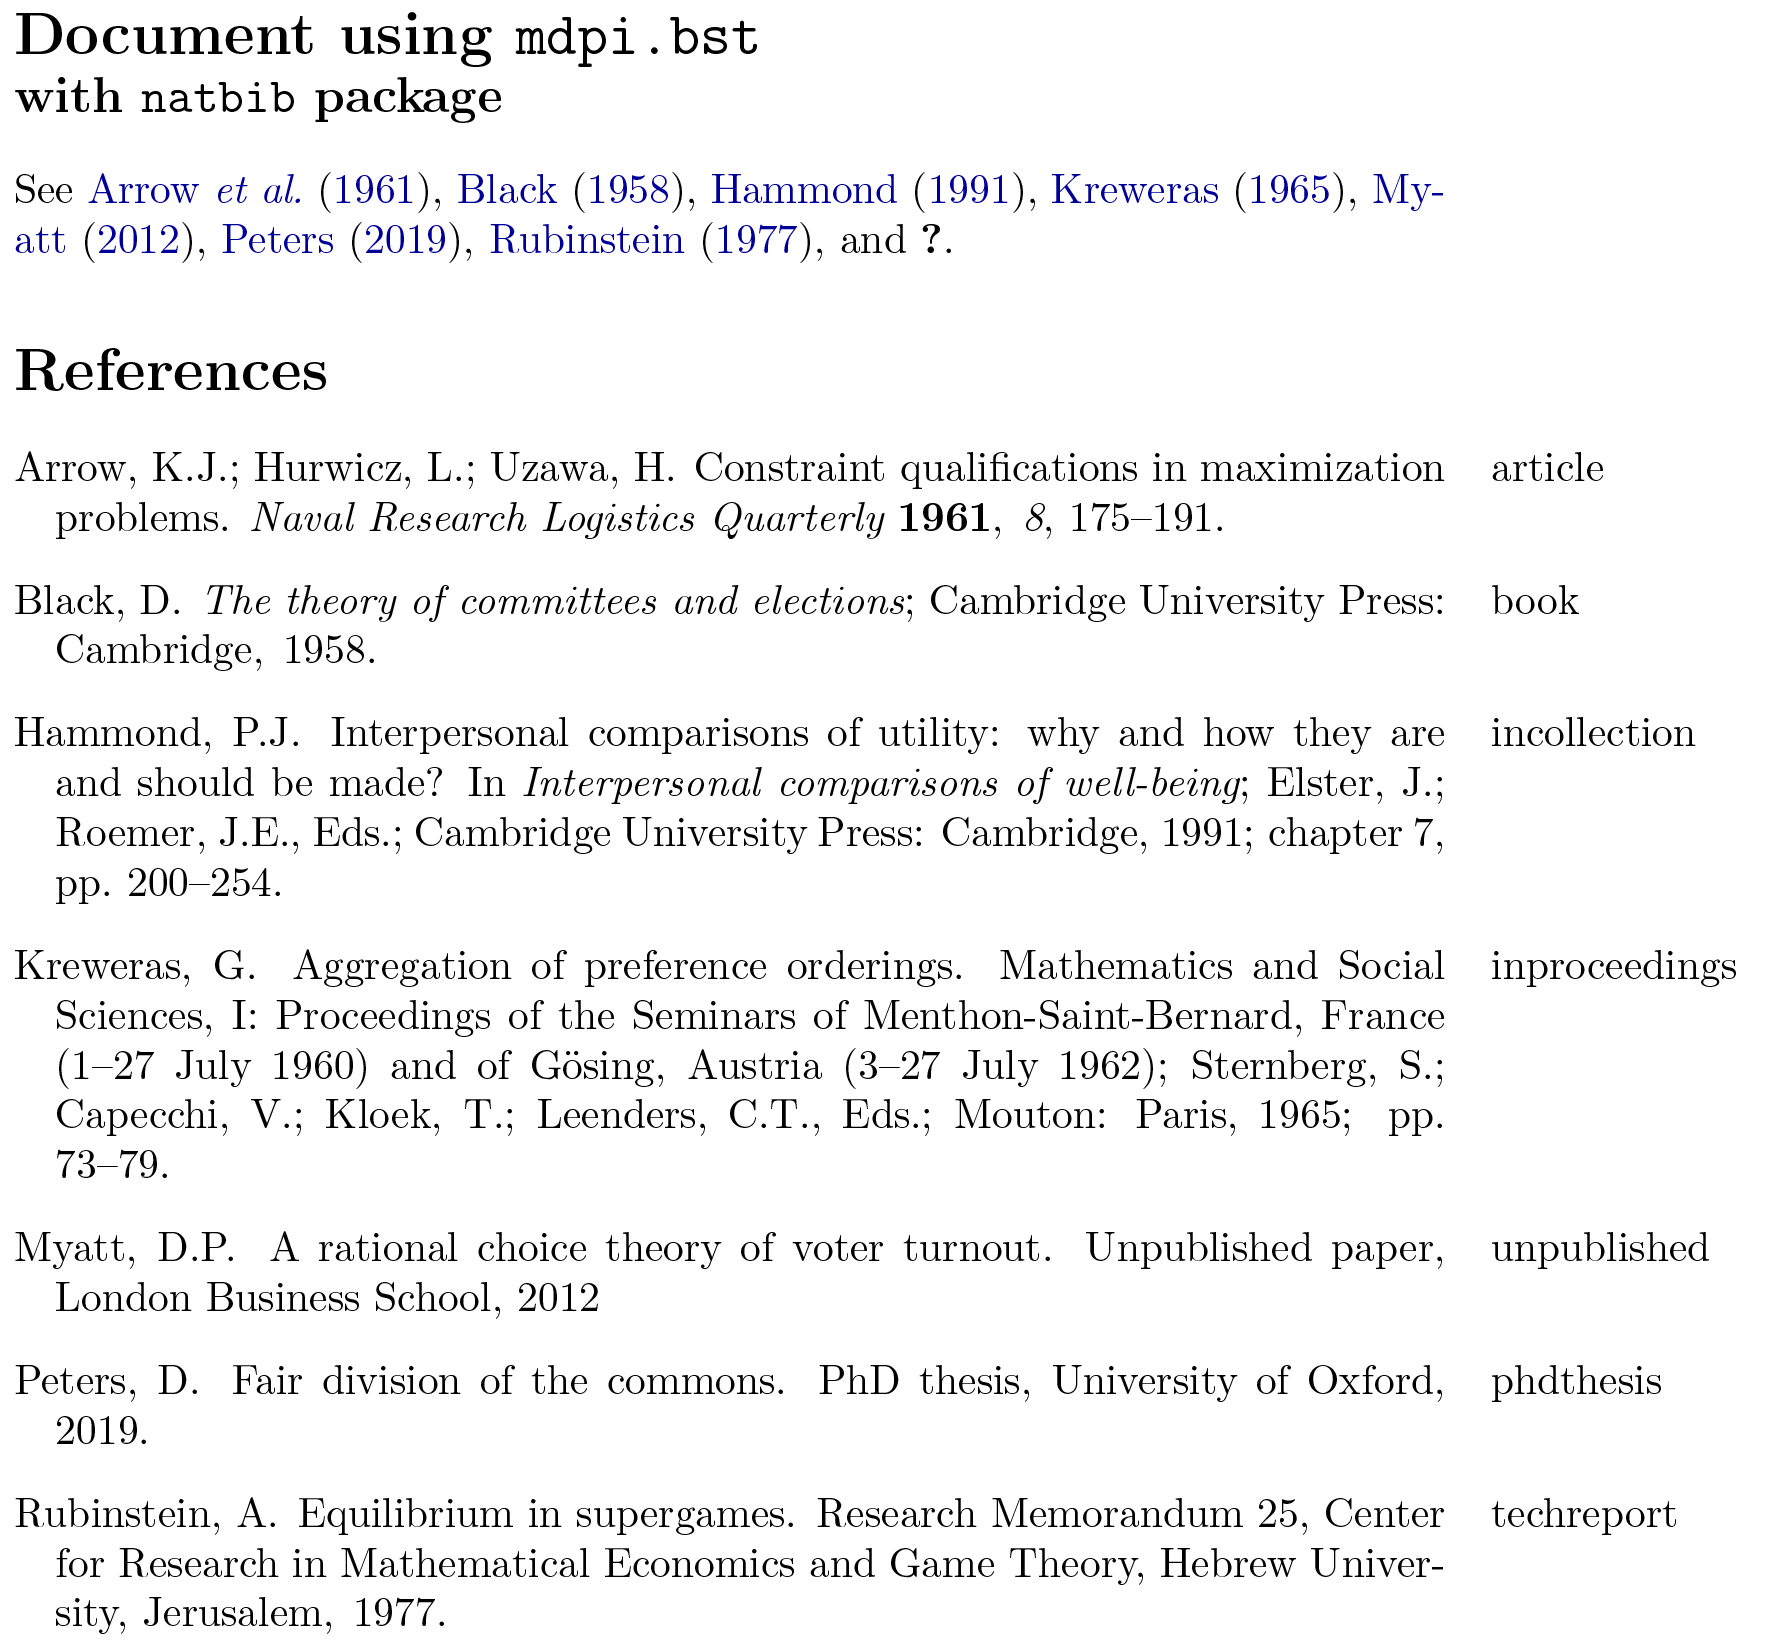 Document using mdpi.bst
with natbib package
See Arrow et al. (1961), Black (1958), Hammond (1991), Kreweras (1965), My-
att (2012), Peters (2019), Rubinstein (1977), and ?.
References
Arrow, K.J.; Hurwicz, L.; Uzawa, H. Constraint qualifications in maximization article
problems. Naval Research Logistics Quarterly 1961, 8, 175–191.
Black, D. The theory of committees and elections; Cambridge University Press: book
Cambridge, 1958.
Hammond, P.J. Interpersonal comparisons of utility: why and how they are incollection
and should be made? In Interpersonal comparisons of well-being; Elster, J.;
Roemer, J.E., Eds.; Cambridge University Press: Cambridge, 1991; chapter 7,
pp. 200–254.
Kreweras, G. Aggregation of preference orderings. Mathematics and Social inproceedings
Sciences, I: Proceedings of the Seminars of Menthon-Saint-Bernard, France
(1–27 July 1960) and of Gösing, Austria (3–27 July 1962); Sternberg, S.;
Capecchi, V.; Kloek, T.; Leenders, C.T., Eds.; Mouton: Paris, 1965; pp.
73–79.
Myatt, D.P. A rational choice theory of voter turnout. Unpublished paper, unpublished
London Business School, 2012
Peters, D. Fair division of the commons. PhD thesis, University of Oxford, phdthesis
2019.
Rubinstein, A. Equilibrium in supergames. Research Memorandum 25, Center techreport
for Research in Mathematical Economics and Game Theory, Hebrew Univer-
sity, Jerusalem, 1977.